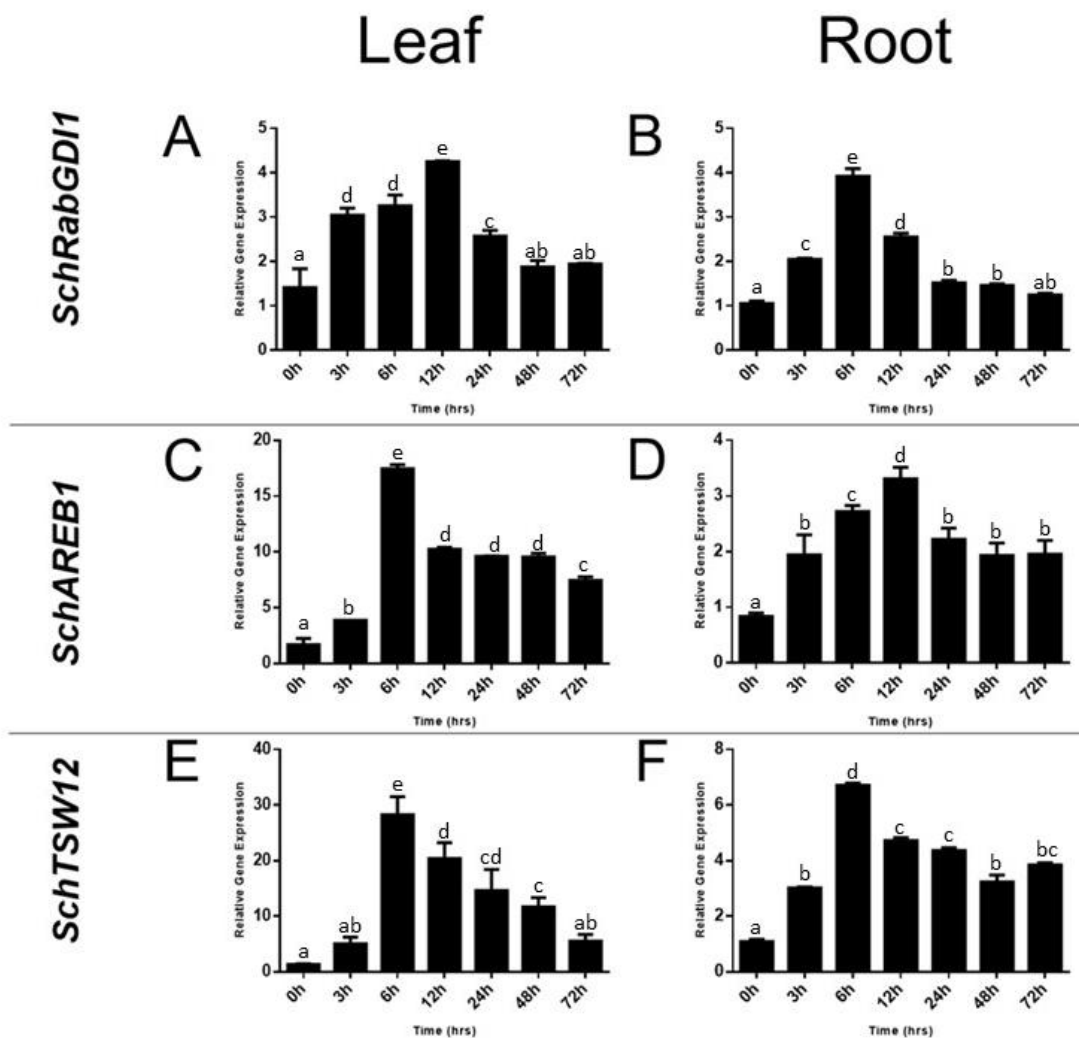 Leaf Root
SchRabGDI1
A
Relative Gene Expression
5
4
3
2
1
0
a d d e c ab ab
0h 3h 6h 12h 24h 48h 72h
Time (hrs)
B
Relative Gene Expression
5
4
3
2
1
0
a c e d b b ab
0h 3h 6h 12h 24h 48h 72h
Time (hrs)
SchAREB1
C
Relative Gene Expression
20
15
10
5
0
a b e d d d c
0h 3h 6h 12h 24h 48h 72h
Time (hrs)
D
Relative Gene Expression
4
3
2
1
0
a b c d b b b
0h 3h 6h 12h 24h 48h 72h
Time (hrs)
SchTSW12
E
Relative Gene Expression
40
30
20
10
0
a ab e d cd c ab
0h 3h 6h 12h 24h 48h 72h
Time (hrs)
F
Relative Gene Expression
8
6
4
2
0
a b d c c b bc
0h 3h 6h 12h 24h 48h 72h
Time (hrs)